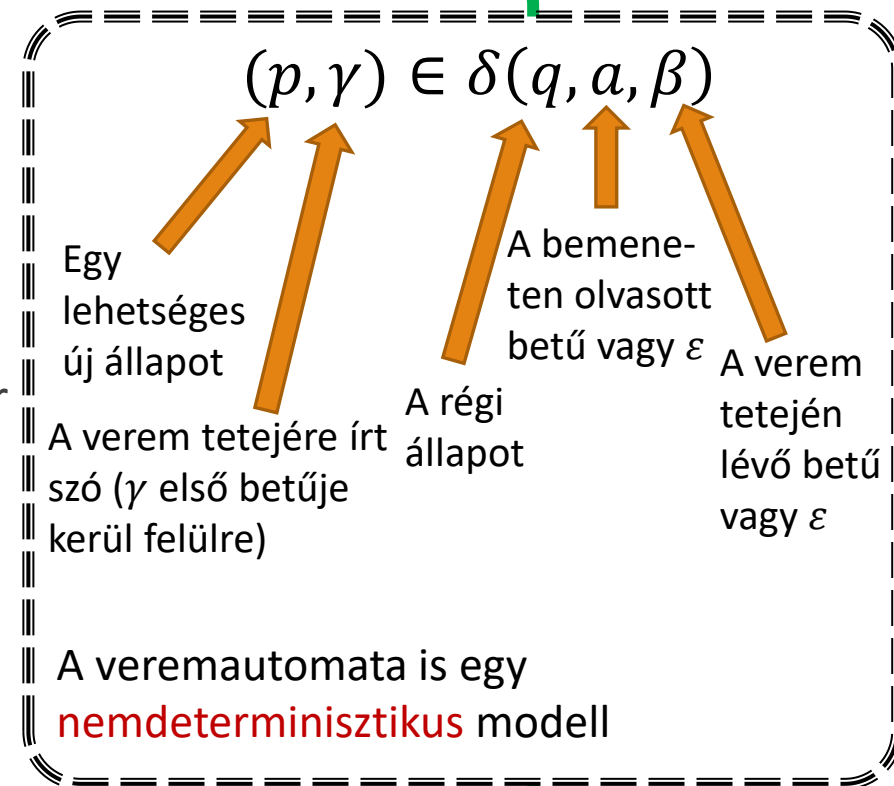 (p, γ) ∈ δ(q, a, β)
Egy
lehetséges
új állapot
A verem tetejére írt
szó (γ első betűje
kerül felülre)
A régi
állapot
A bemene-
ten olvasott
betű vagy ε
A verem
tetején
lévő betű
vagy ε
A veremautomata is egy
nemdeterminisztikus modell